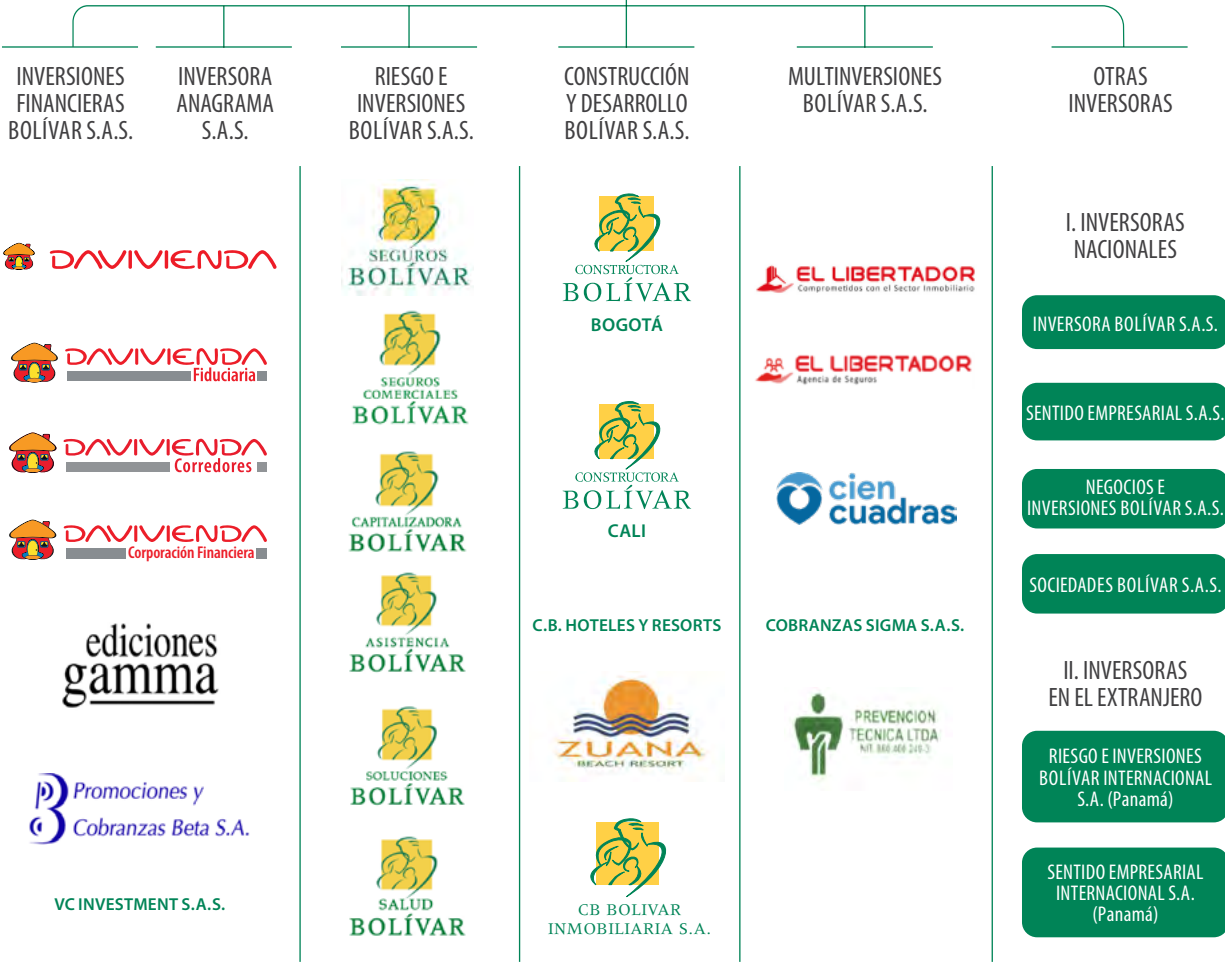 INVERSIONES
FINANCIERAS
BOLÍVAR S.A.S.
INVERSORA
ANAGRAMA
S.A.S.
RIESGO E
INVERSIONES
BOLÍVAR S.A.S.
CONSTRUCCIÓN
Y DESARROLLO
BOLÍVAR S.A.S.
MULTINVERSIONES
BOLÍVAR S.A.S.
OTRAS
INVERSORAS
DAVIVIENDA
DAVIVIENDA
Fiduciaria
DAVIVIENDA
Corredores
DAVIVIENDA
Corporación Financiera
ediciones
gamma
Promociones y
Cobranzas Beta S.A.
VC INVESTMENT S.A.S.
SEGUROS
BOLÍVAR
SEGUROS
COMERCIALES
BOLÍVAR
CAPITALIZADORA
BOLÍVAR
ASISTENCIA
BOLÍVAR
SOLUCIONES
BOLÍVAR
SALUD
BOLÍVAR
CONSTRUCTORA
BOLÍVAR
BOGOTÁ
CONSTRUCTORA
BOLÍVAR
CALI
C.B. HOTELES Y RESORTS
ZUANA
BEACH RESORT
CB BOLIVAR
INMOBILIARIA S.A.
EL LIBERTADOR
Comprometidos con el Sector Inmobiliario
EL LIBERTADOR
Agencia de Seguros
cien
cuadras
COBRANZAS SIGMA S.A.S.
PREVENCION
TECNICA LTDA
NIT.
I. INVERSORAS
NACIONALES
INVERSORA BOLÍVAR S.A.S.
SENTIDO EMPRESARIAL S.A.S.
NEGOCIOS E
INVERSIONES BOLÍVAR S.A.S.
SOCIEDADES BOLÍVAR S.A.S.
II. INVERSORAS
EN EL EXTRANJERO
RIESGO E INVERSIONES
BOLÍVAR INTERNACIONAL
S.A. (Panamá)
SENTIDO EMPRESARIAL
INTERNACIONAL S.A.
(Panamá)